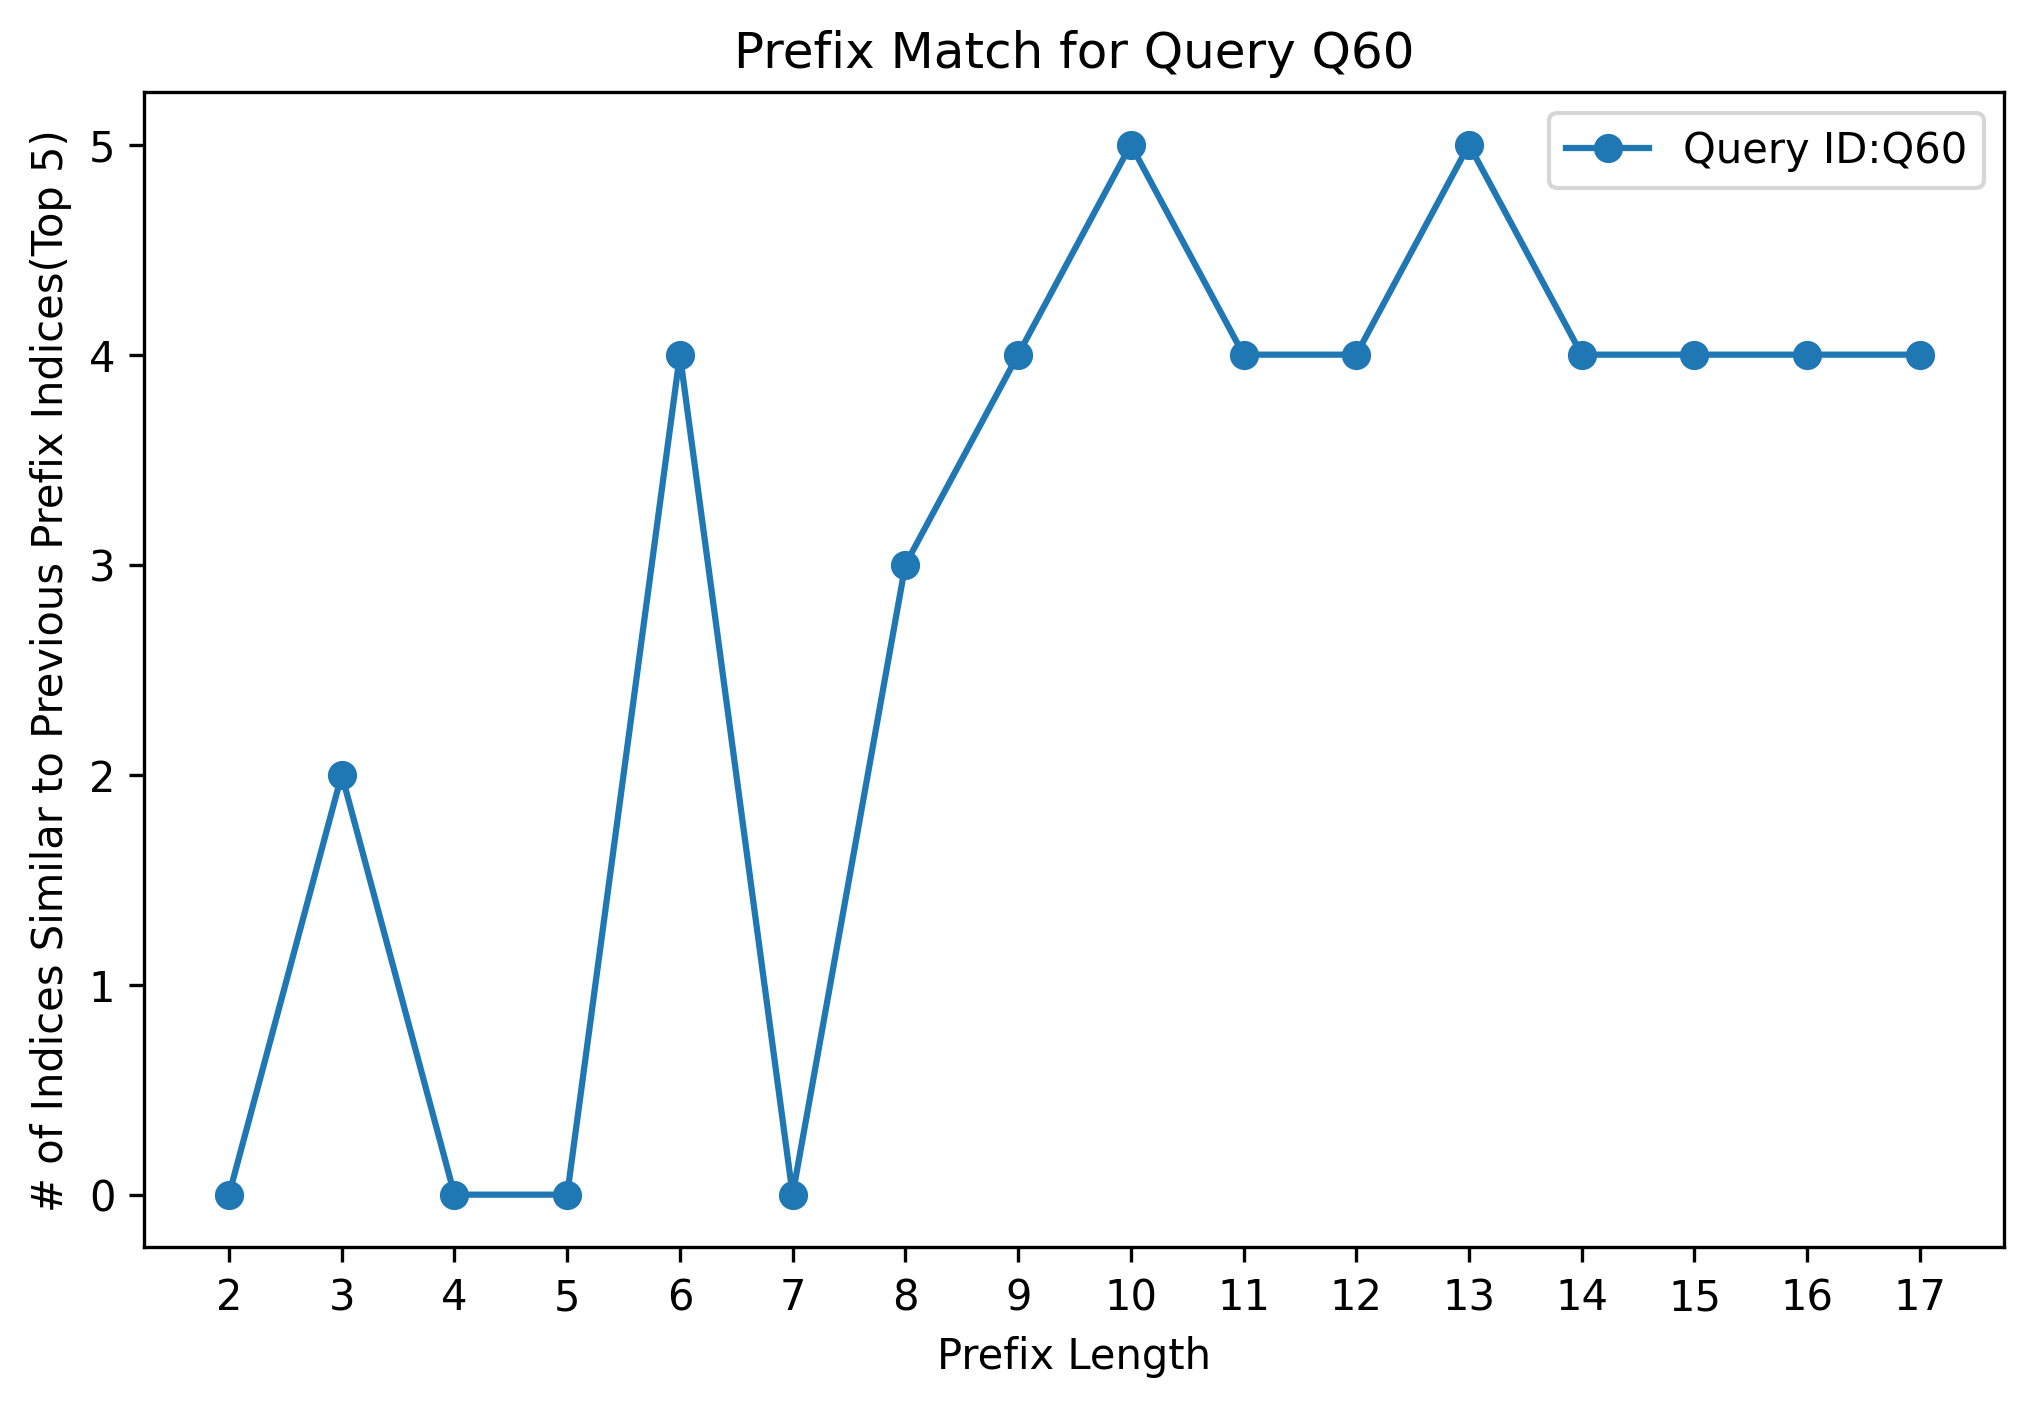 Prefix Match for Query Q60
Query ID:Q60
# of Indices Similar to Previous Prefix Indices(Top 5)
5
4
3
2
1
0
2 3 4 5 6 7 8 9 10 11 12 13 14 15 16 17
Prefix Length